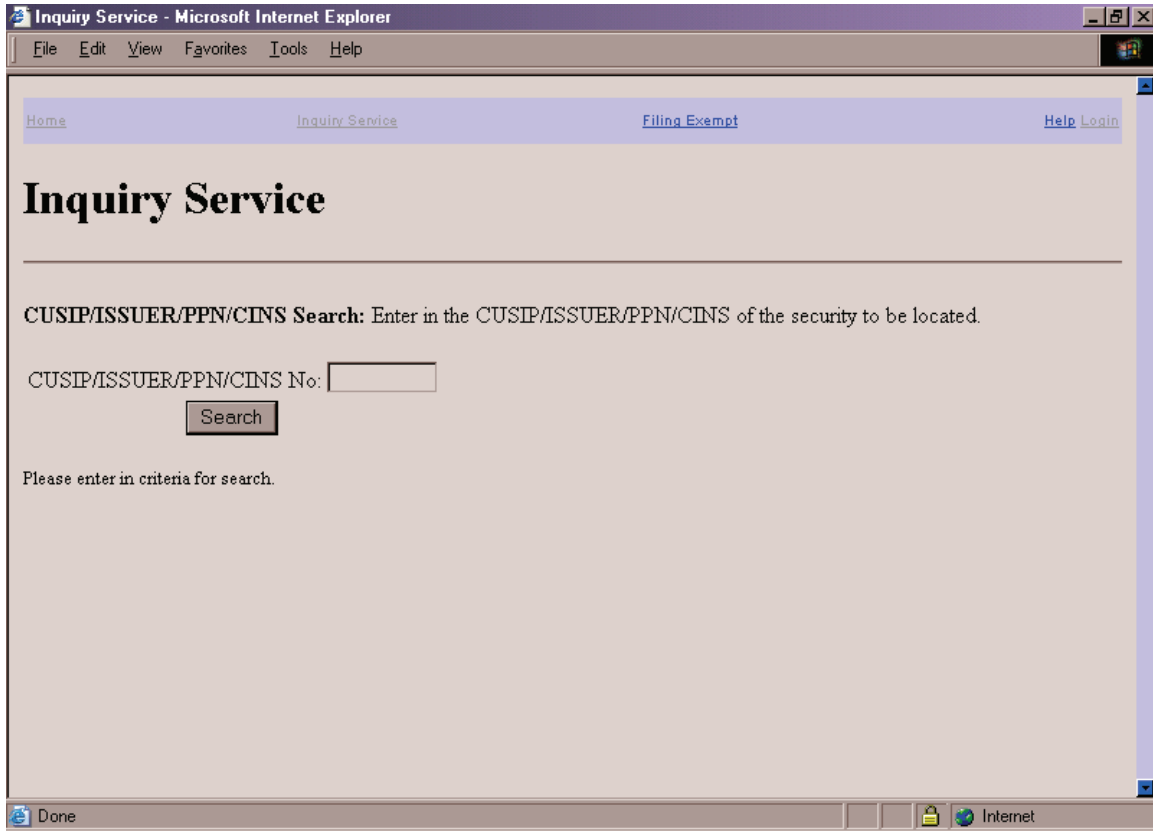 Inquiry Service - Microsoft Internet Explorer
File Edit View Favorites Tools Help
Home Inquiry Service Filing Exempt Help Login
Inquiry Service
CUSIP/ISSUER/PPN/CINS Search: Enter in the CUSIP/ISSUER/PPN/CINS of the security to be located.
CUSIP/ISSUER/PPN/CINS No:
Search
Please enter in criteria for search.
Done Internet